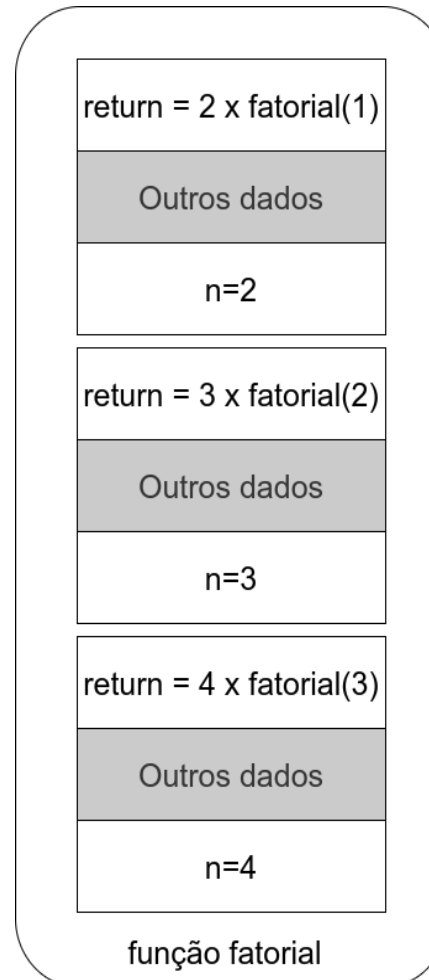 return = 2 x fatorial(1)
Outros dados
n=2
return = 3 x fatorial(2)
Outros dados
n=3
return = 4 x fatorial(3)
Outros dados
n=4
função fatorial